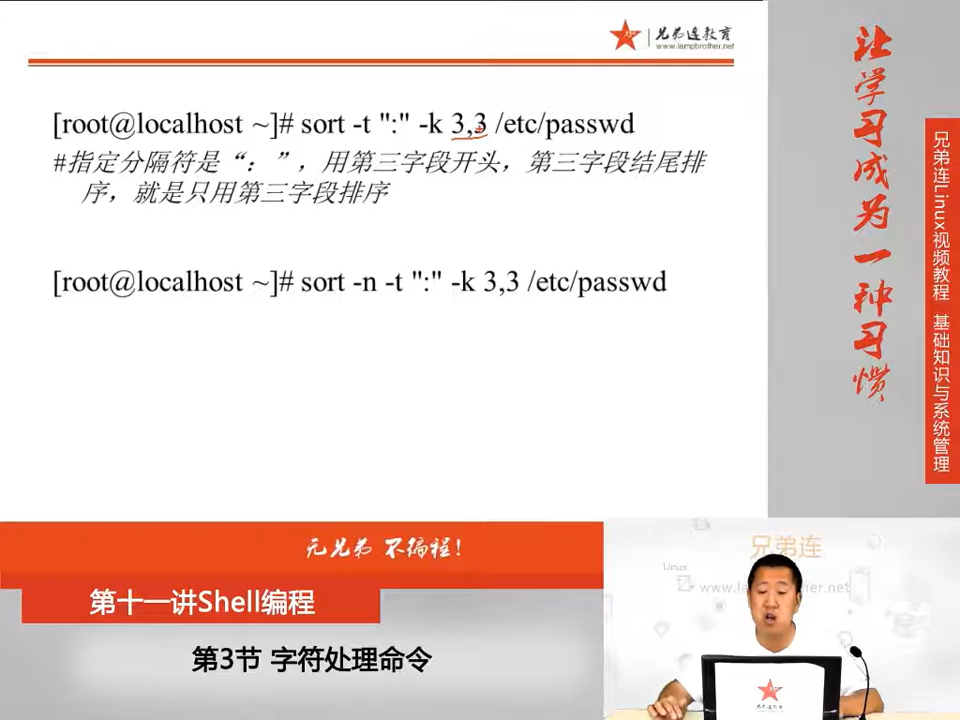 兄弟连教育
www.lampbrother.net
[root@localhost ~]# sort -t ":" -k 3,3 /etc/passwd
#指定分隔符是“：”，用第三字段开头，第三字段结尾排
序，就是只用第三字段排序
[root@localhost ~]# sort -n -t ":" -k 3,3 /etc/passwd
让学习成为一种习惯
兄弟连Linux视频教程 基础知识与系统管理
无兄弟 不编程！
第十一讲Shell编程
第3节 字符处理命令
兄弟连
Linux
兄弟连教育